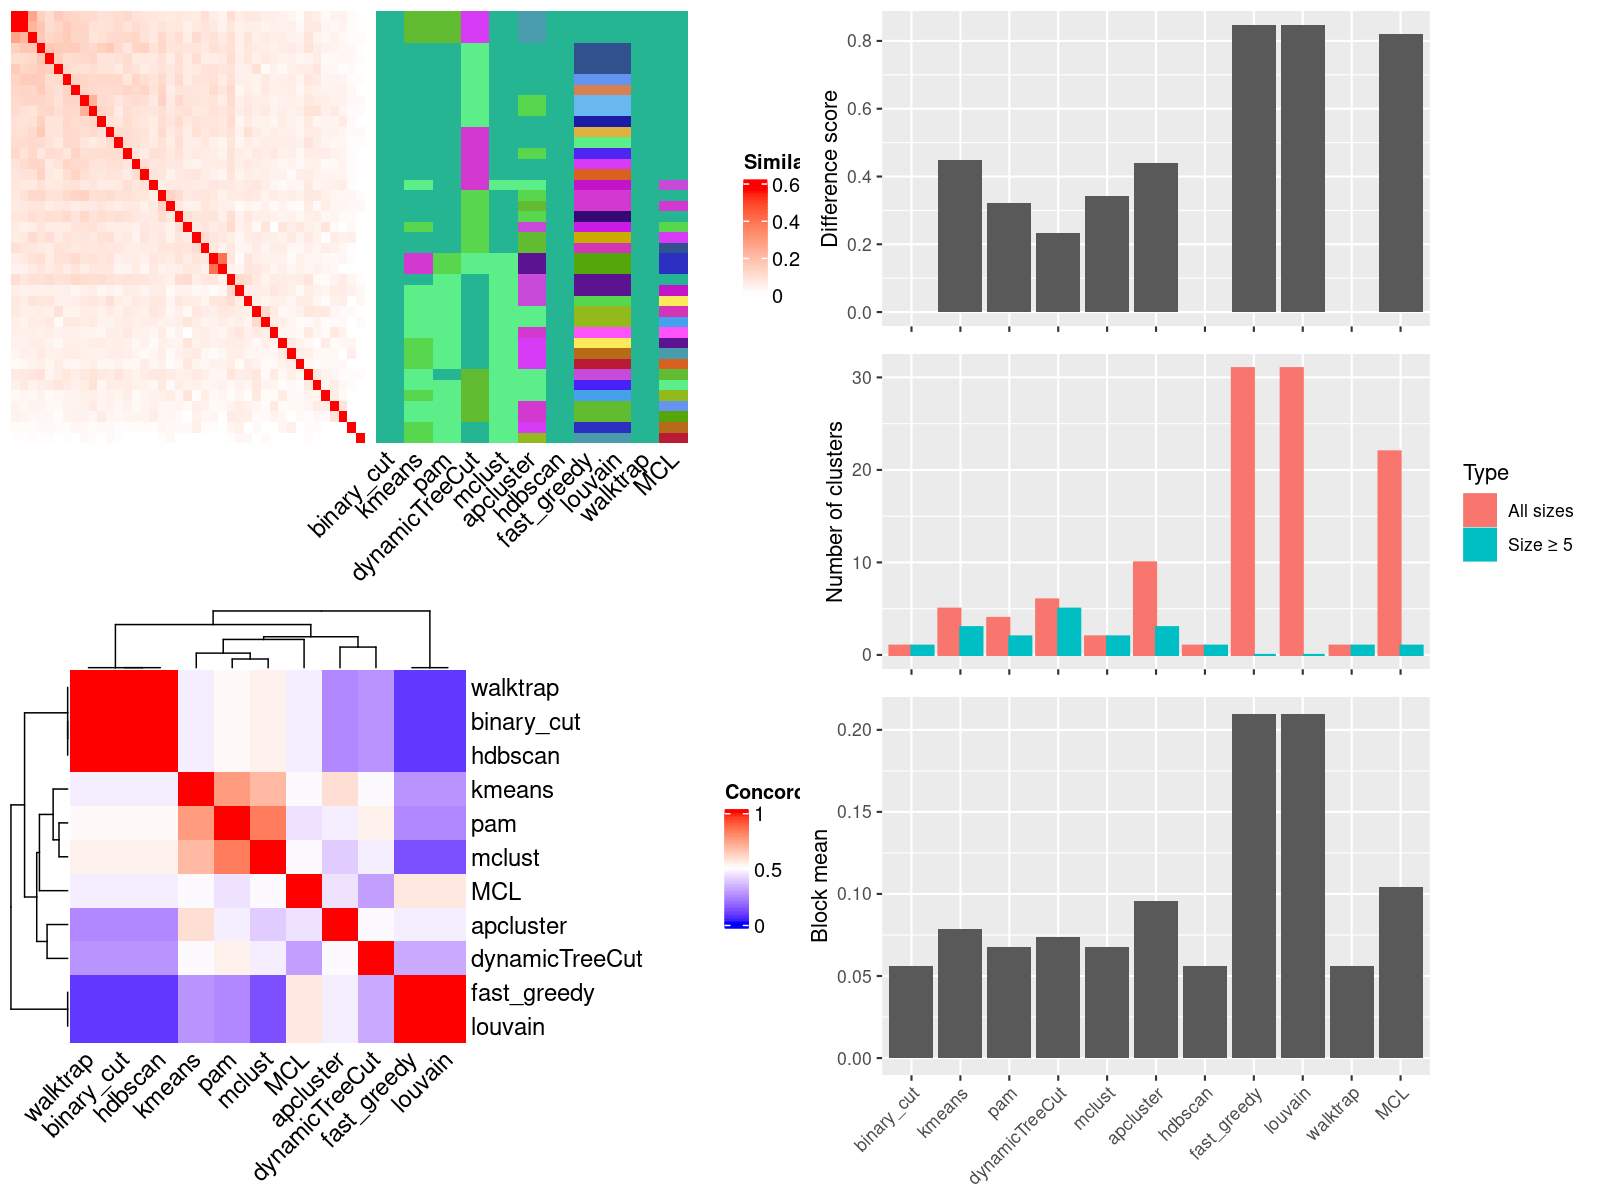 Simila
0.6
0.4
0.2
0
binary_cut
kmeans
pam
dynamicTreeCut
mclust
apcluster
hdbscan
fast_greedy
louvain
walktrap
MCL
Difference score
0.8
0.6
0.4
0.2
0.0
Number of clusters
30
20
10
0
Type
All sizes
Size ≥ 5
walktrap
binary_cut
hdbscan
kmeans
pam
mclust
MCL
apcluster
dynamicTreeCut
fast_greedy
louvain
walktrap
binary_cut
hdbscan
kmeans
pam
mclust
MCL
apcluster
dynamicTreeCut
fast_greedy
louvain
Concord
1
0.5
0
Block mean
0.20
0.15
0.10
0.05
0.00
binary_cut
kmeans
pam
dynamicTreeCut
mclust
apcluster
hdbscan
fast_greedy
louvain
walktrap
MCL